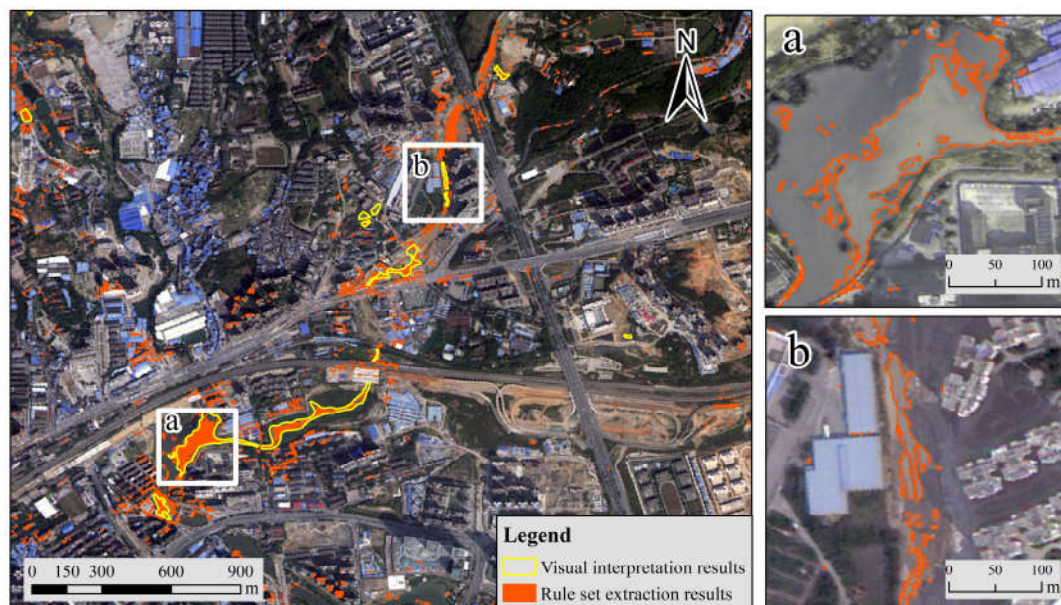 N
b
a
0 150 300 600 900
m
Legend
Visual interpretation results
Rule set extraction results
a
0 50 100
m
b
0 50 100
m